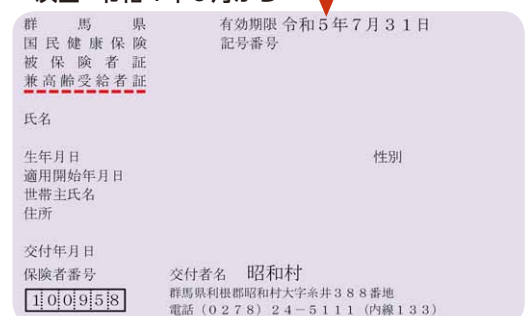 群馬県 有効期限 令和5年7月31日
国民健康保険 記号番号
被保険者証
兼高齢受給者証
氏名
生年月日 性別
適用開始年月日
世帯主氏名
住所
交付年月日
保険者番号 交付者名 昭和村
100958 群馬県利根郡昭和村大字糸井388番地
電話(0278)24-5111(内線133)